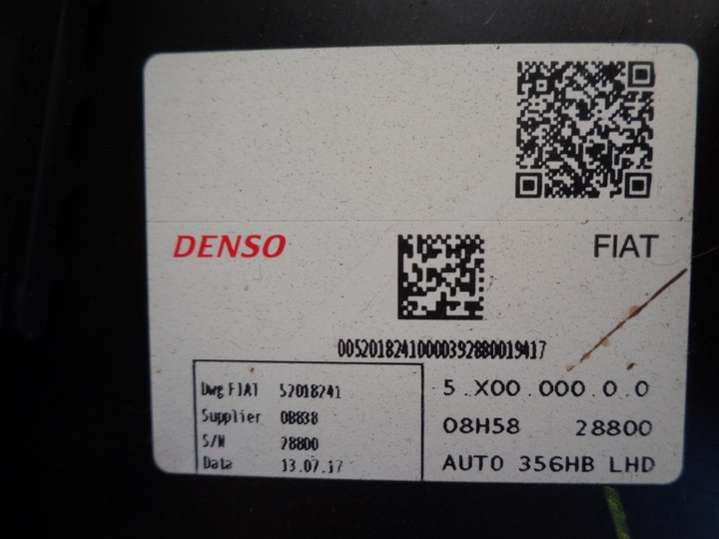 DENSO
FIAT
00520182410000392880019417
Dwg FIAT 52018241
Supplier 08838
S/N 28800
Data 13.07.17
5.X00.000.0.0
08H58 28800
AUTO 356HB LHD